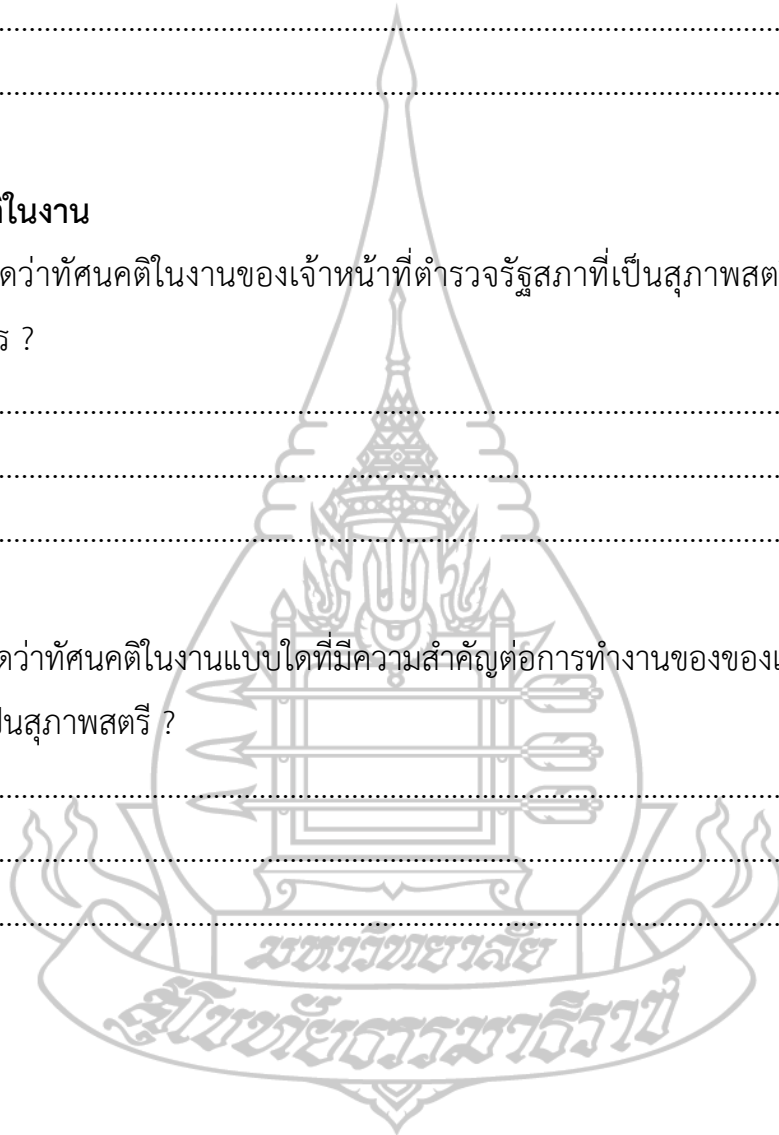 ................................................................................
................................................................................
ติในงาน
ดว่าทัศนคติในงานของเจ้าหน้าที่ตำรวจรัฐสภาที่เป็นสุภาพสต
ร ?
................................................................................
................................................................................
................................................................................
ดว่าทัศนคติในงานแบบใดที่มีความสำคัญต่อการทำงานของของเ
ป็นสุภาพสตรี ?
................................................................................
................................................................................
................................................................................
มหาวิทยาลัย
สุโขทัยธรรมาธิราช